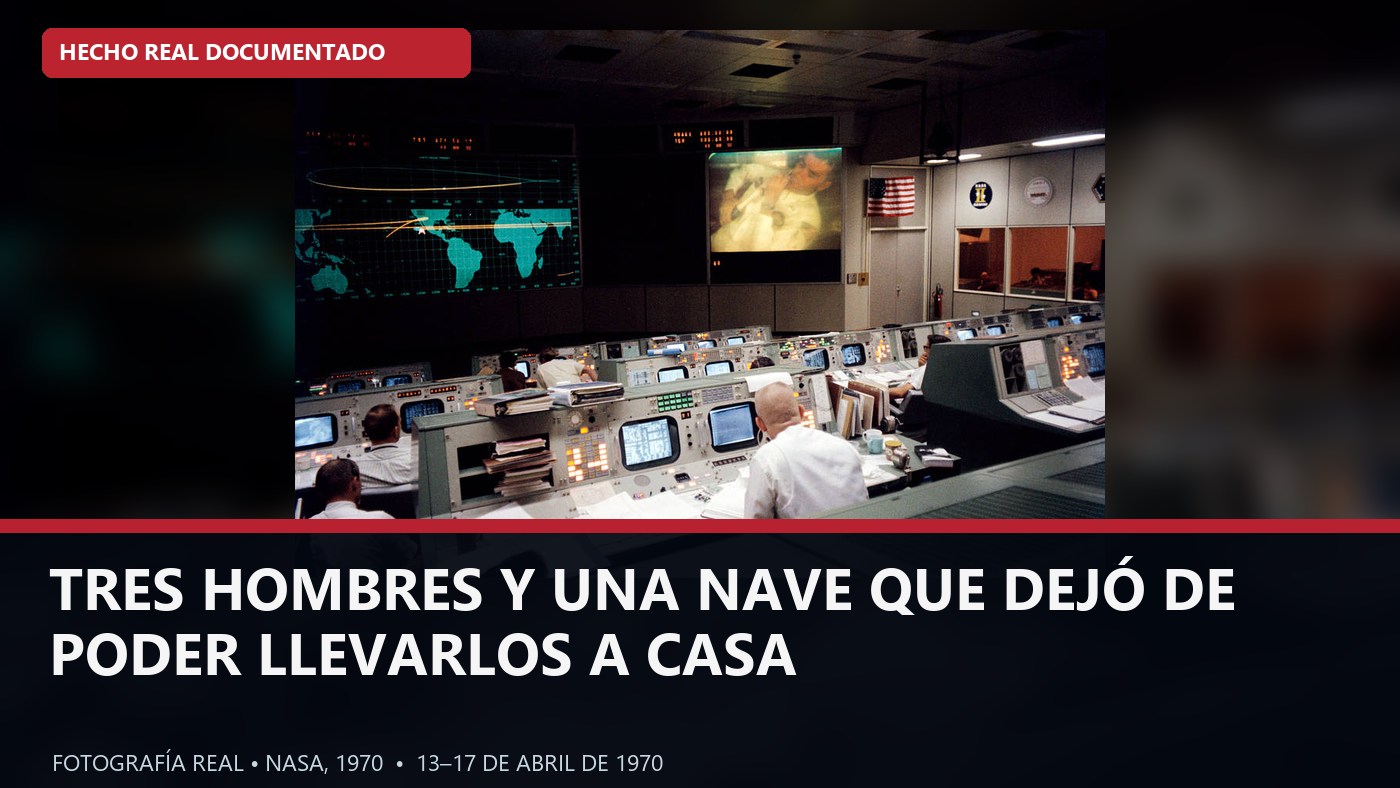 HECHO REAL DOCUMENTADO
TRES HOMBRES Y UNA NAVE QUE DEJÓ DE
PODER LLEVARLOS A CASA
FOTOGRAFÍA REAL • NASA, 1970 • 13–17 DE ABRIL DE 1970